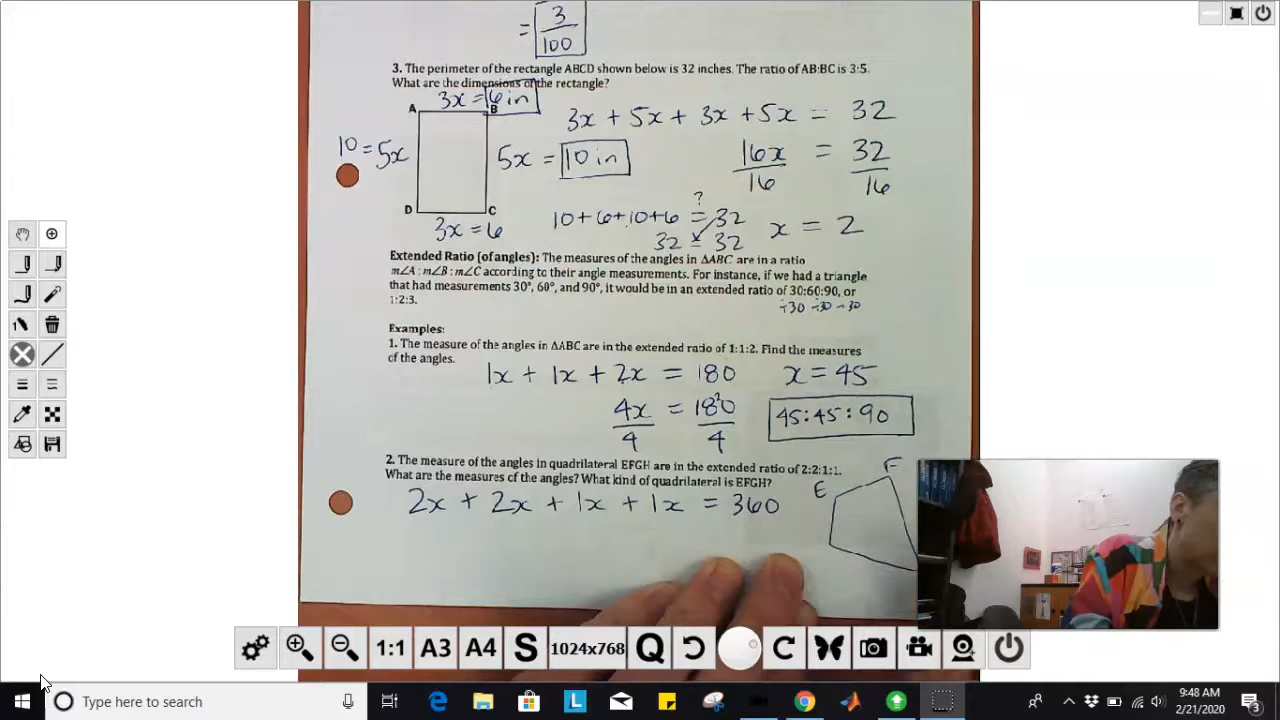 = 3/100
3. The perimeter of the rectangle ABCD shown below is 32 inches. The ratio of AB:BC is 3:5.
What are the dimensions of the rectangle?
3x = 6 in
A B
3x + 5x + 3x + 5x = 32
10 = 5x
5x = 10 in
16x = 32
16 16
D C
3x = 6
10 + 6 + 10 + 6 = 32
?
32 = 32
x = 2
Extended Ratio (of angles): The measures of the angles in ΔABC are in a ratio
m∠A : m∠B : m∠C according to their angle measurements. For instance, if we had a triangle
that had measurements 30°, 60°, and 90°, it would be in an extended ratio of 30:60:90, or
1:2:3.
÷30 ÷30 ÷30
Examples:
1. The measure of the angles in ΔABC are in the extended ratio of 1:1:2. Find the measures
of the angles.
1x + 1x + 2x = 180
x = 45
4x = 180
4 4
45:45:90
2. The measure of the angles in quadrilateral EFGH are in the extended ratio of 2:2:1:1.
What are the measures of the angles? What kind of quadrilateral is EFGH?
2x + 2x + 1x + 1x = 360
E F
1:1 A3 A4 S 1024x768 Q
Type here to search
9:48 AM
2/21/2020